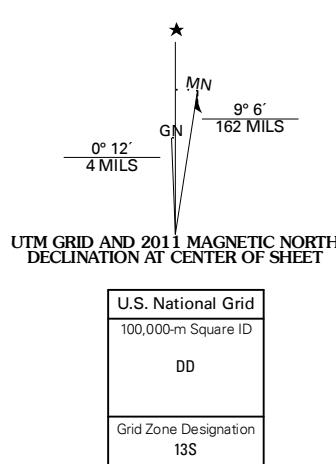 MN
GN
9° 6´
162 MILS
0° 12´
4 MILS
UTM GRID AND 2011 MAGNETIC NORTH
DECLINATION AT CENTER OF SHEET
U.S. National Grid
100,000-m Square ID
DD
Grid Zone Designation
13S